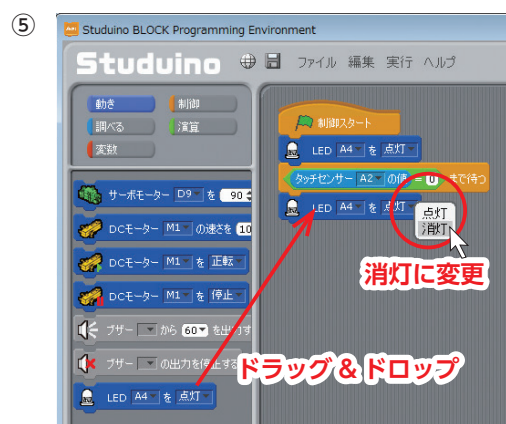 ⑤
Studuino BLOCK Programming Environment
Studuino ファイル 編集 実行 ヘルプ
動き 制御
調べる 演算
変数
制御スタート
LED A4 を 点灯
タッチセンサー A2 の値 = 0 まで待つ
LED A4 を 点灯
点灯
消灯
消灯に変更
サーボモーター D9 を 90
DCモーター M1 の速さを 10
DCモーター M1 を 正転
DCモーター M1 を 停止
ブザー から 60 を出力す
ブザー の出力を停止する
ドラッグ & ドロップ
LED A4 を 点灯